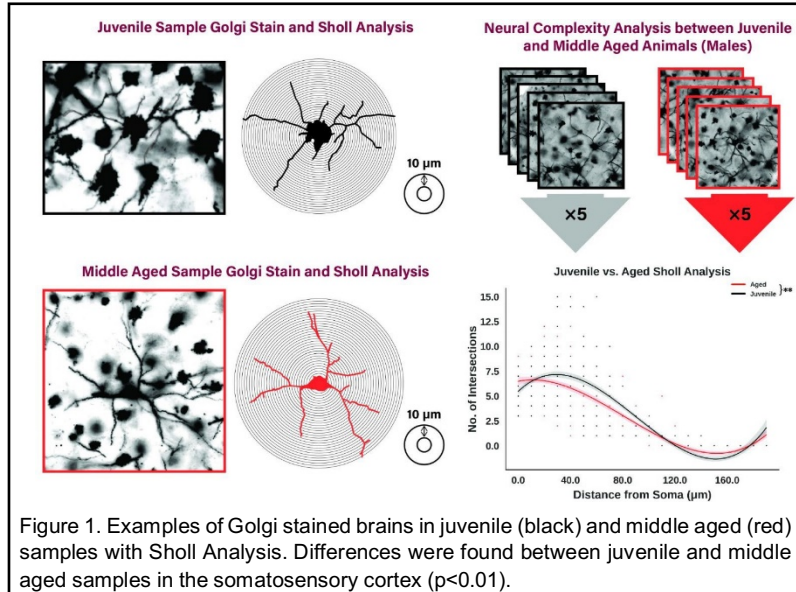 Juvenile Sample Golgi Stain and Sholl Analysis
10 µm
Neural Complexity Analysis between Juvenile
and Middle Aged Animals (Males)
×5
×5
Middle Aged Sample Golgi Stain and Sholl Analysis
10 µm
Juvenile vs. Aged Sholl Analysis
Aged
Juvenile
}**
No. of Intersections
15.0
12.5
10.0
7.5
5.0
2.5
0.0
0.0 40.0 80.0 120.0 160.0
Distance from Soma (µm)
Figure 1. Examples of Golgi stained brains in juvenile (black) and middle aged (red)
samples with Sholl Analysis. Differences were found between juvenile and middle
aged samples in the somatosensory cortex (p<0.01).